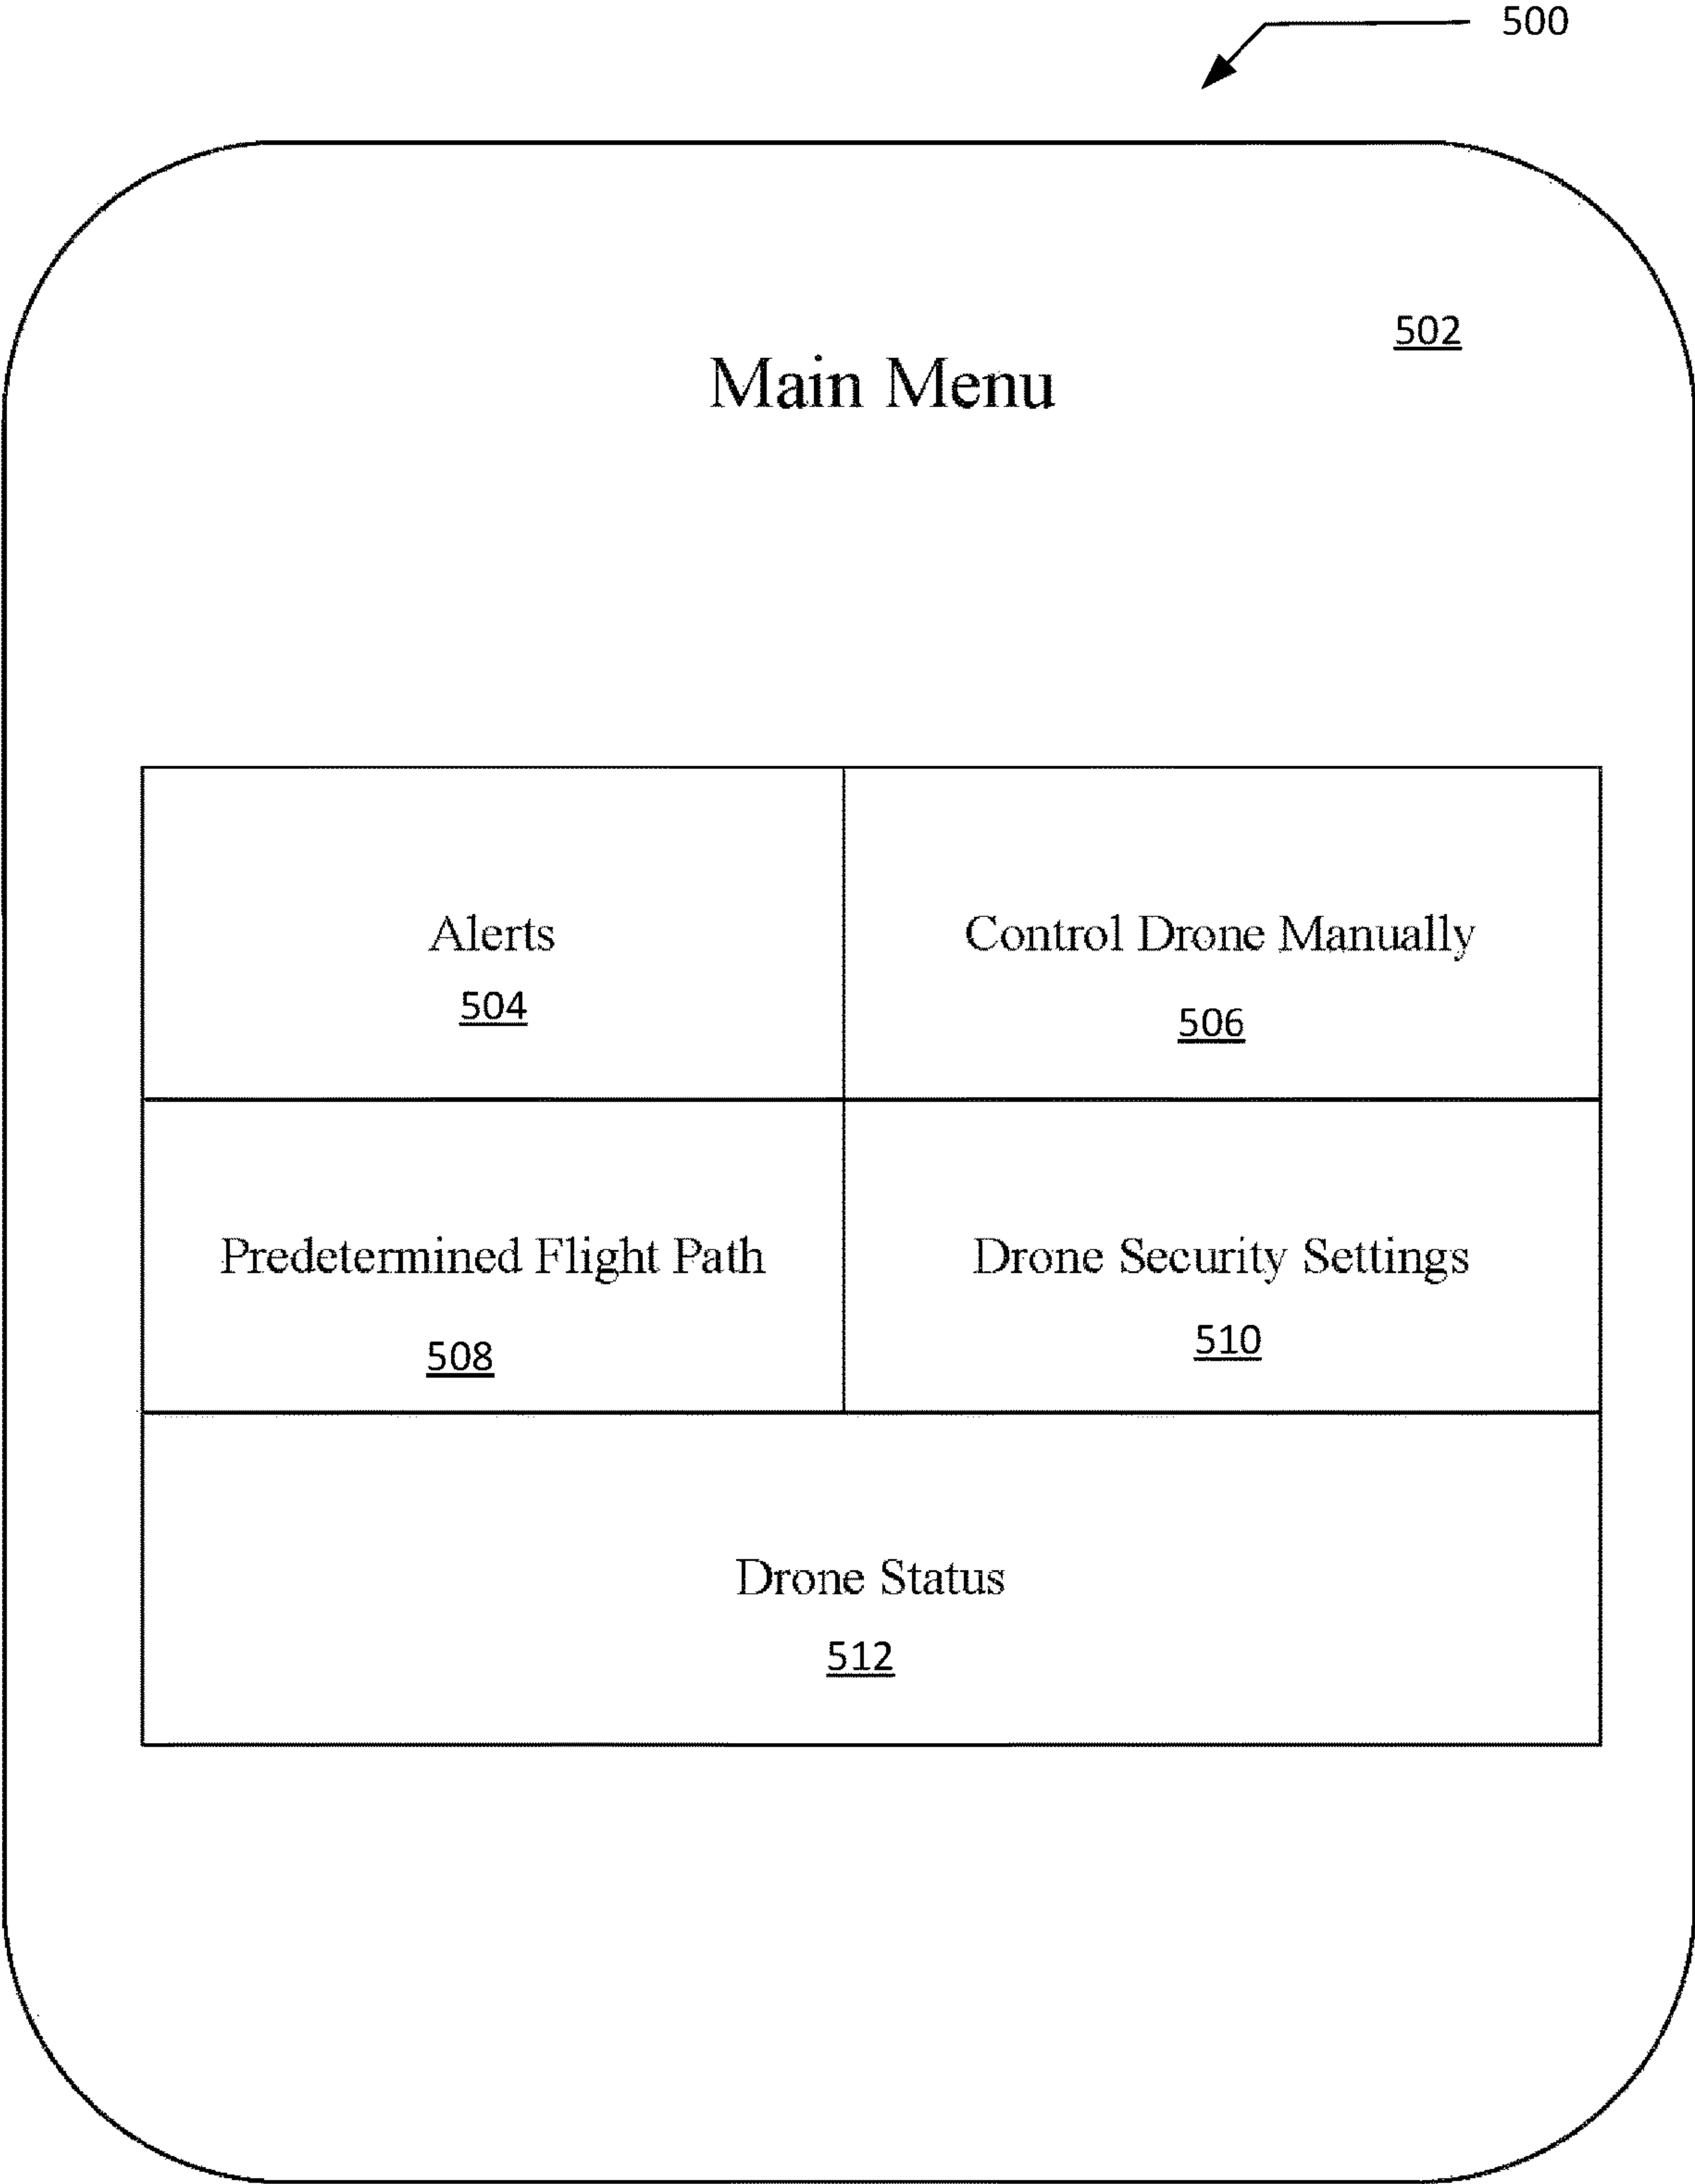 500
502
Main Menu
Alerts
504
Control Drone Manually
506
Predetermined Flight Path
508
Drone Security Settings
510
Drone Status
512